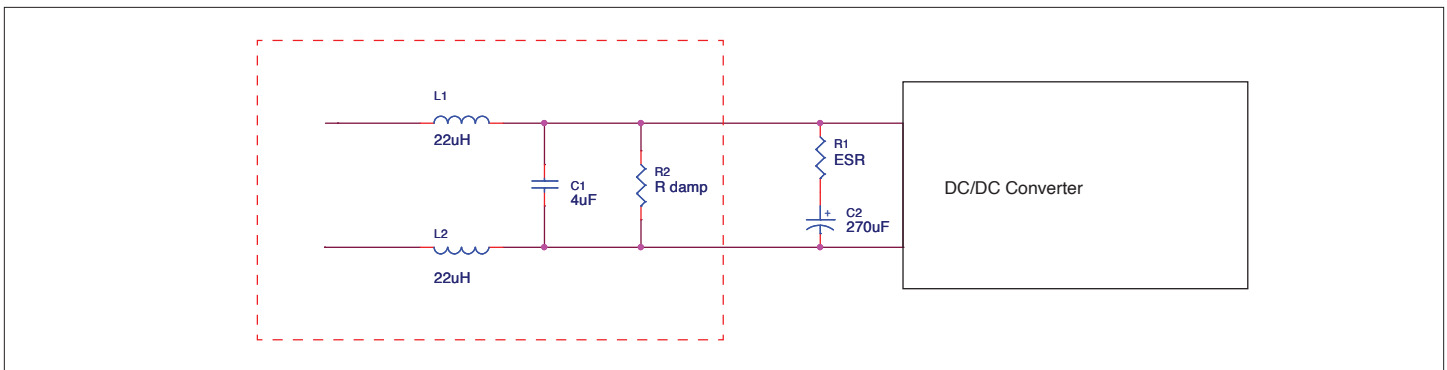 L1
22uH
C1
4uF
R2
R damp
R1
ESR
+
C2
270uF
DC/DC Converter
L2
22uH